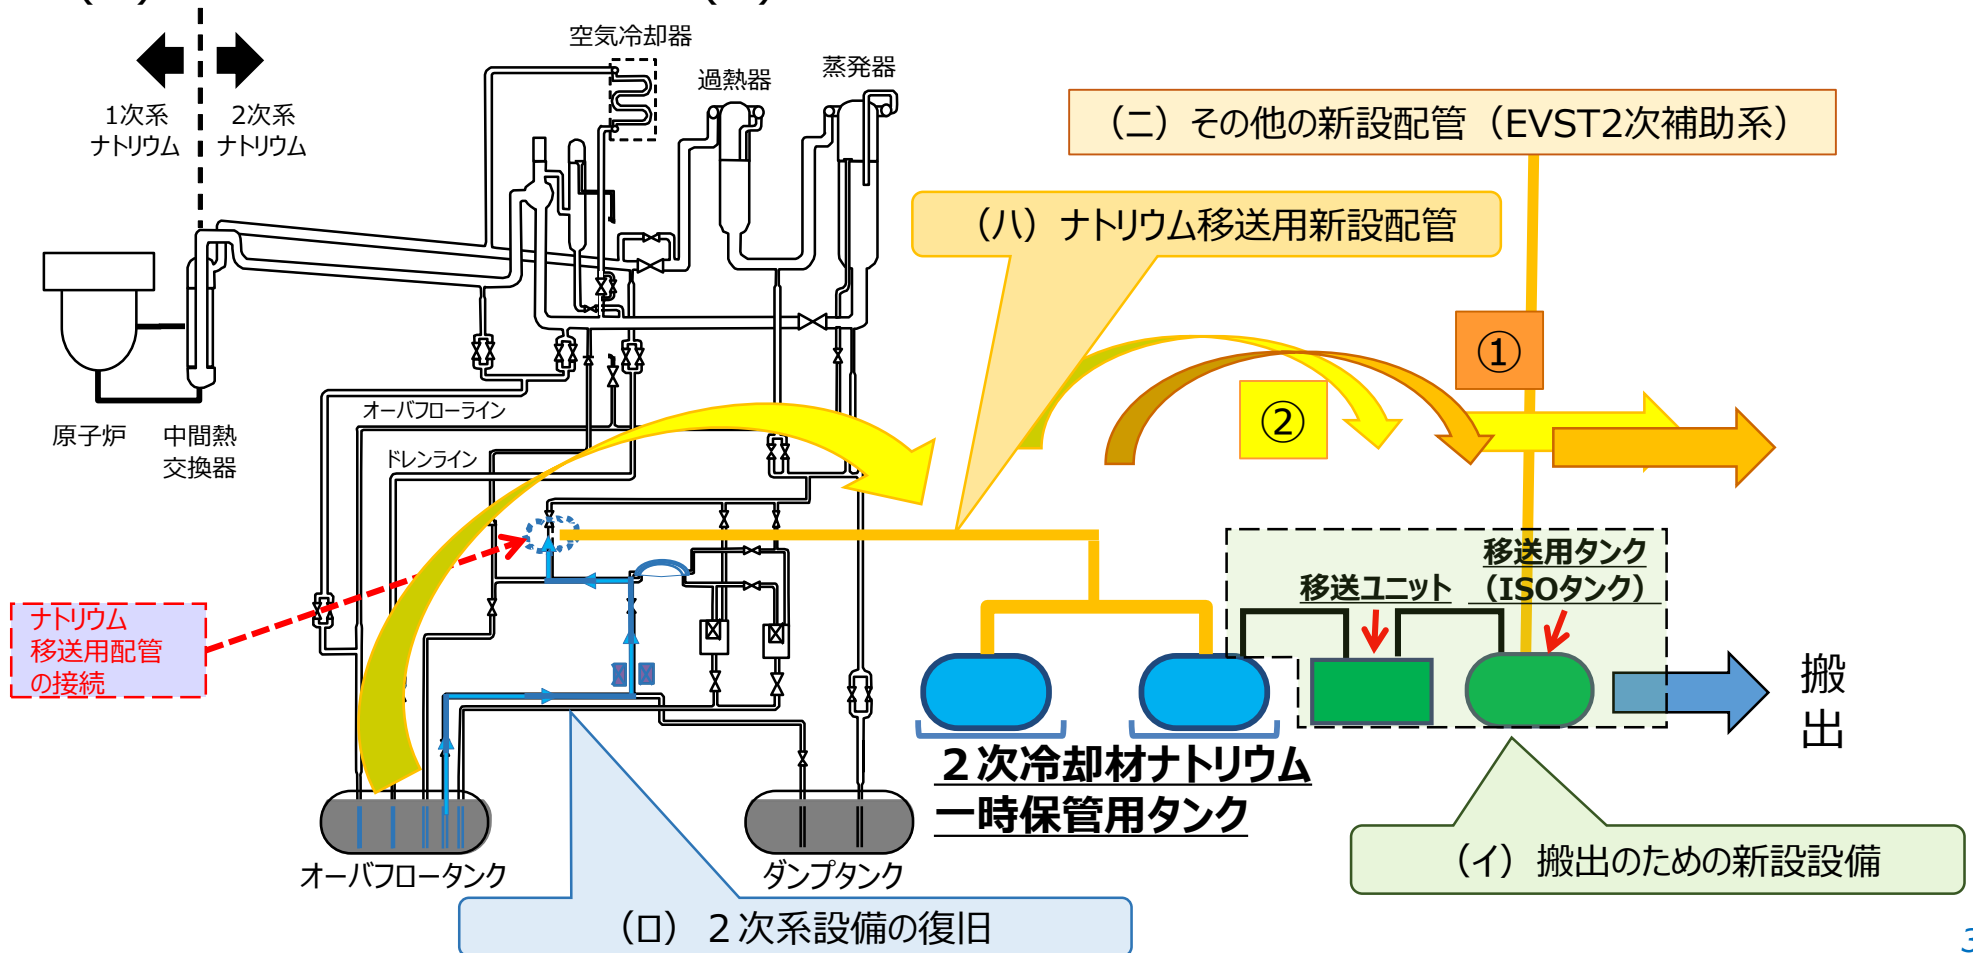 空気冷却器
過熱器
蒸発器
1次系
ナトリウム
2次系
ナトリウム
(ニ) その他の新設配管（EVST2次補助系）
(ハ) ナトリウム移送用新設配管
①
②
オーバフローライン
ドレンライン
原子炉
中間熱
交換器
ナトリウム
移送用配管
の接続
移送ユニット
移送用タンク
（ISOタンク）
搬
出
２次冷却材ナトリウム
一時保管用タンク
オーバフロータンク
ダンプタンク
(イ) 搬出のための新設設備
(ロ) ２次系設備の復旧